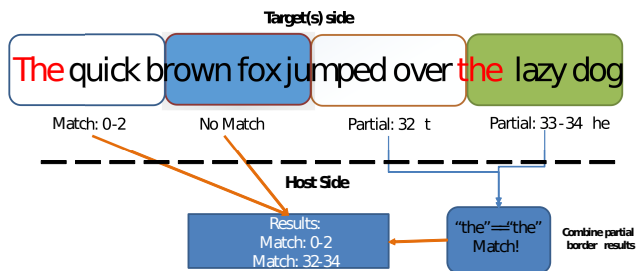 Target(s) side
The quick brown fox jumped over the lazy dog
Match: 0-2
No Match
Partial: 32 t
Partial: 33-34 he
Host Side
Results:
Match: 0-2
Match: 32-34
“the”==“the”
Match!
Combine partial
border results